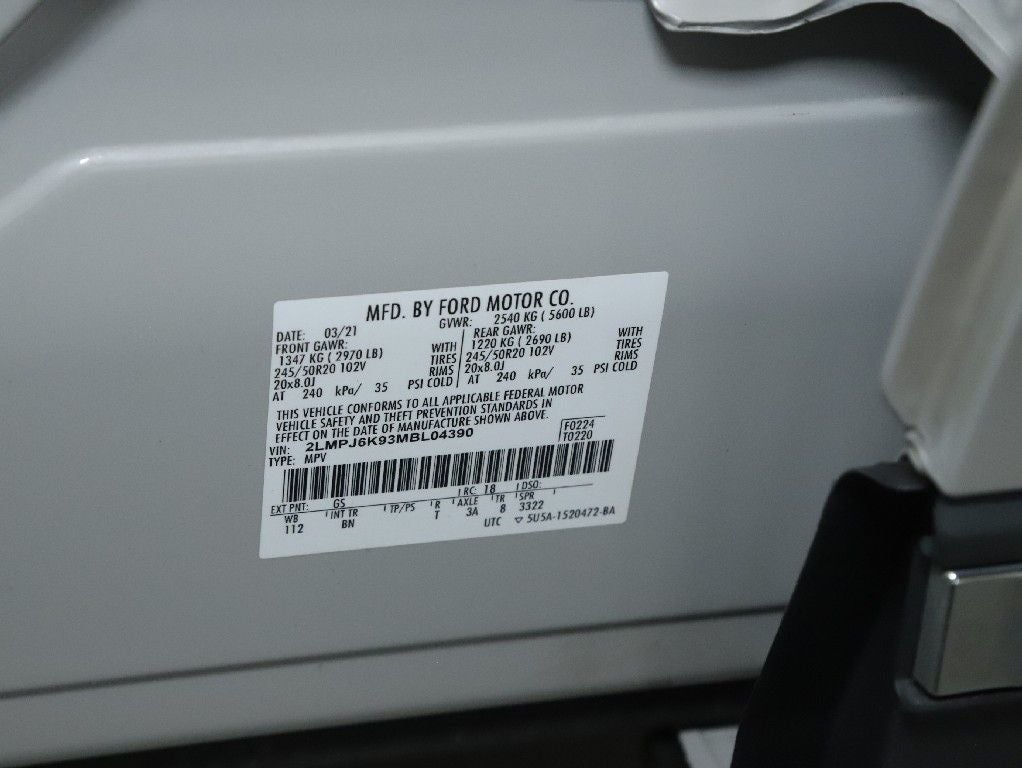 MFD. BY FORD MOTOR CO.
DATE: 03/21 GVWR: 2540 KG ( 5600 LB)
FRONT GAWR: REAR GAWR:
1347 KG ( 2970 LB) WITH 1220 KG ( 2690 LB) WITH
245/50R20 102V TIRES 245/50R20 102V TIRES
20x8.0J RIMS 20x8.0J RIMS
AT 240 kPa/ 35 PSI COLD AT 240 kPa/ 35 PSI COLD
THIS VEHICLE CONFORMS TO ALL APPLICABLE FEDERAL MOTOR
VEHICLE SAFETY AND THEFT PREVENTION STANDARDS IN
EFFECT ON THE DATE OF MANUFACTURE SHOWN ABOVE.
VIN: 2LMPJ6K93MBL04390 F0224
TYPE: MPV T0220
EXT PNT: GS RC: 18 DSO:
WB INT TR TP/PS R AXLE TR SPR
112 BN T 3A 8 3322
UTC ▽ 5U5A-1520472-BA